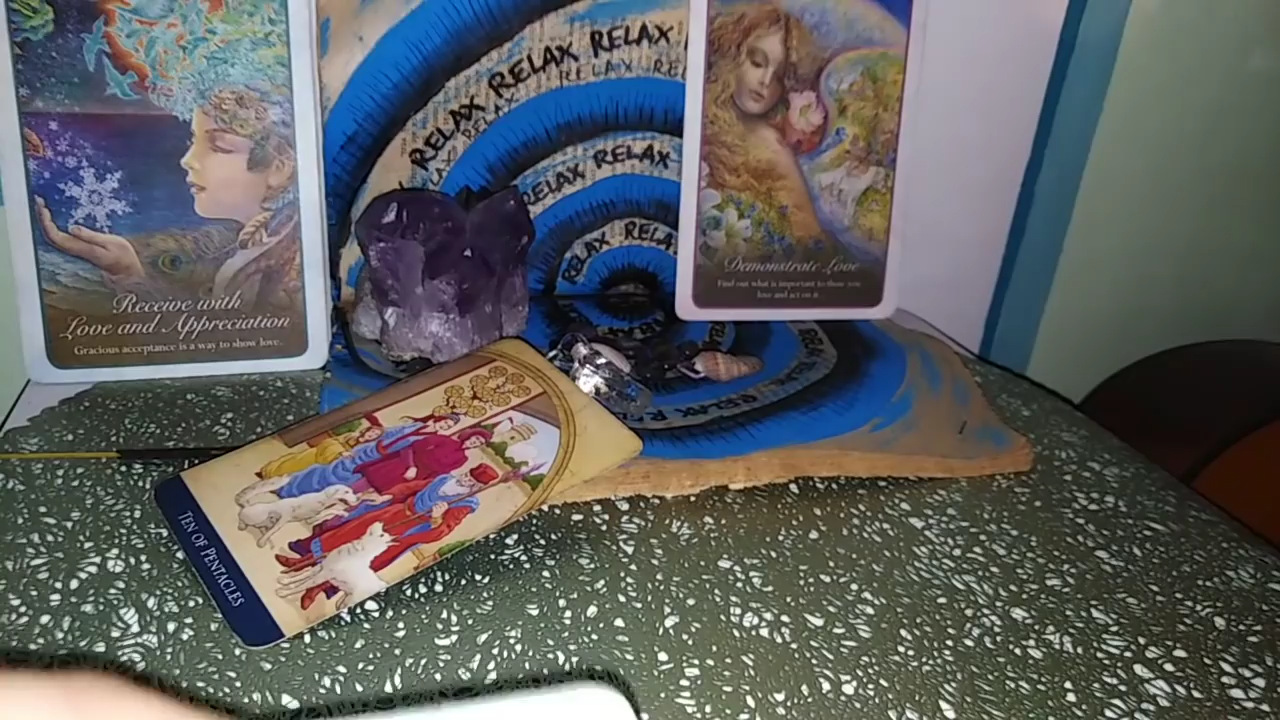 Receive with
Love and Appreciation
Gracious acceptance is a way to show love.
RELAX RELAX RELAX
RELAX RELAX
RELAX RELAX
RELAX
RELAX
Demonstrate Love
Find out what is important to those you
love and act on it
TEN OF PENTACLES